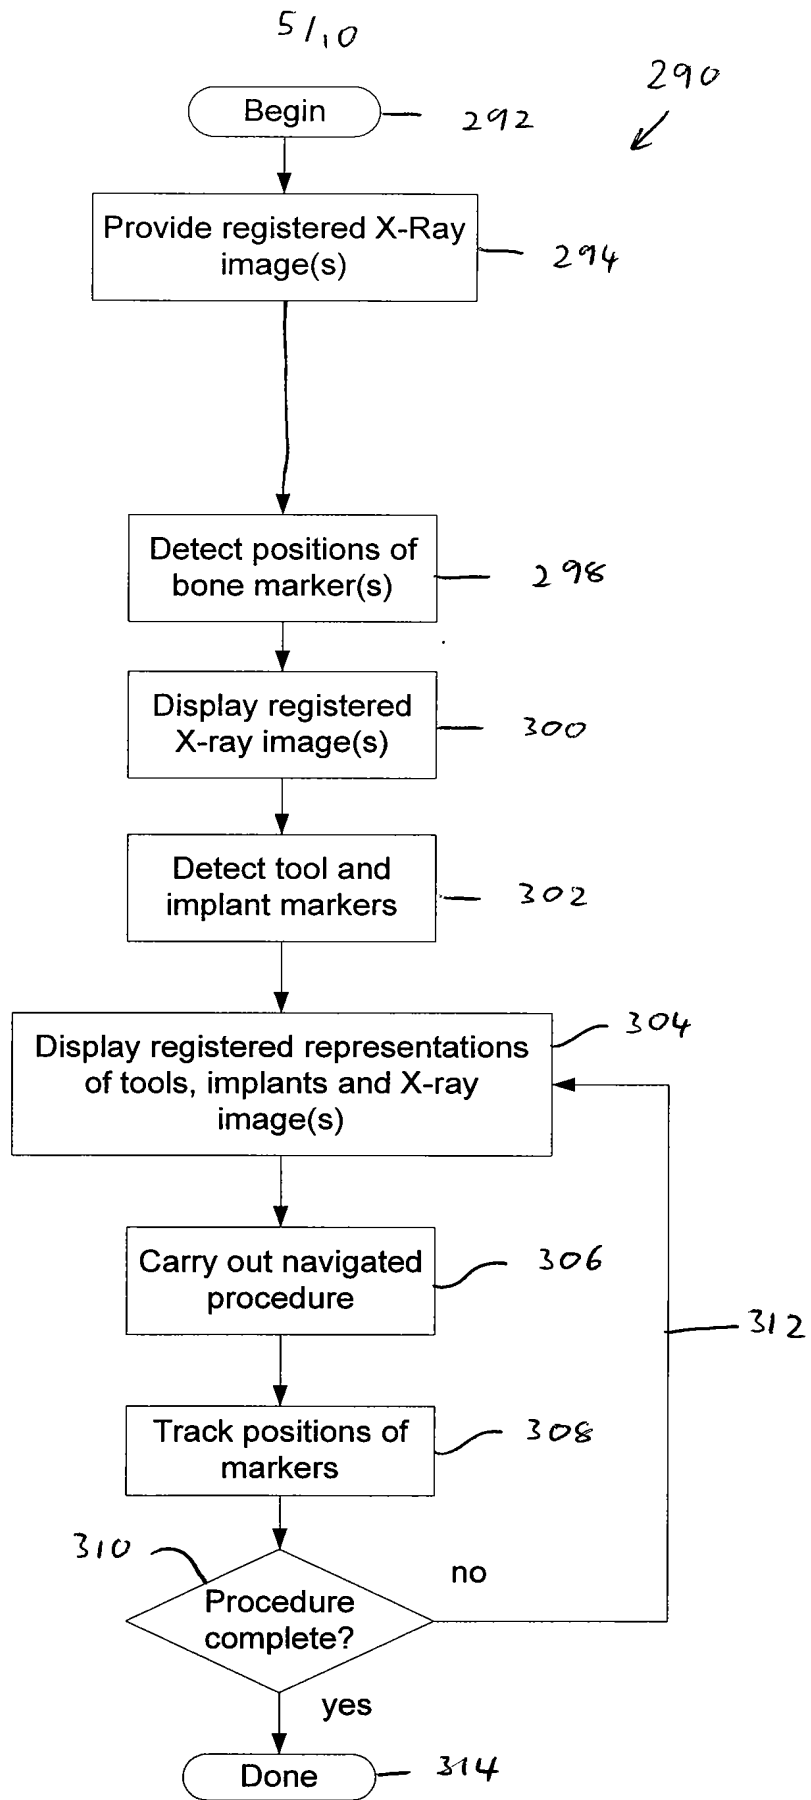 5/10
290
Begin
292
Provide registered X-Ray
image(s)
294
Detect positions of
bone marker(s)
298
Display registered
X-ray image(s)
300
Detect tool and
implant markers
302
304
Display registered representations
of tools, implants and X-ray
image(s)
Carry out navigated
procedure
306
312
Track positions of
markers
308
310
no
Procedure
complete?
yes
Done
314